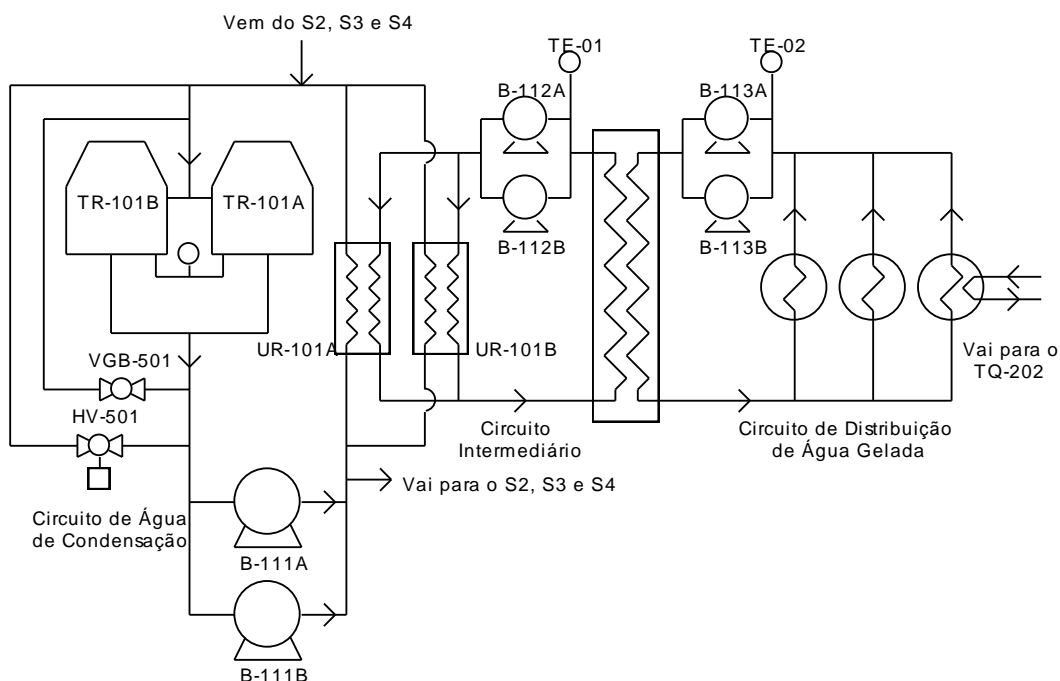 Vem do S2, S3 e S4
TE-01
TE-02
B-112A
B-113A
TR-101B
TR-101A
B-112B
B-113B
UR-101A
UR-101B
VGB-501
Vai para o
TQ-202
HV-501
Circuito
Intermediário
Circuito de Distribuição
de Água Gelada
Vai para o S2, S3 e S4
Circuito de Água
de Condensação
B-111A
B-111B